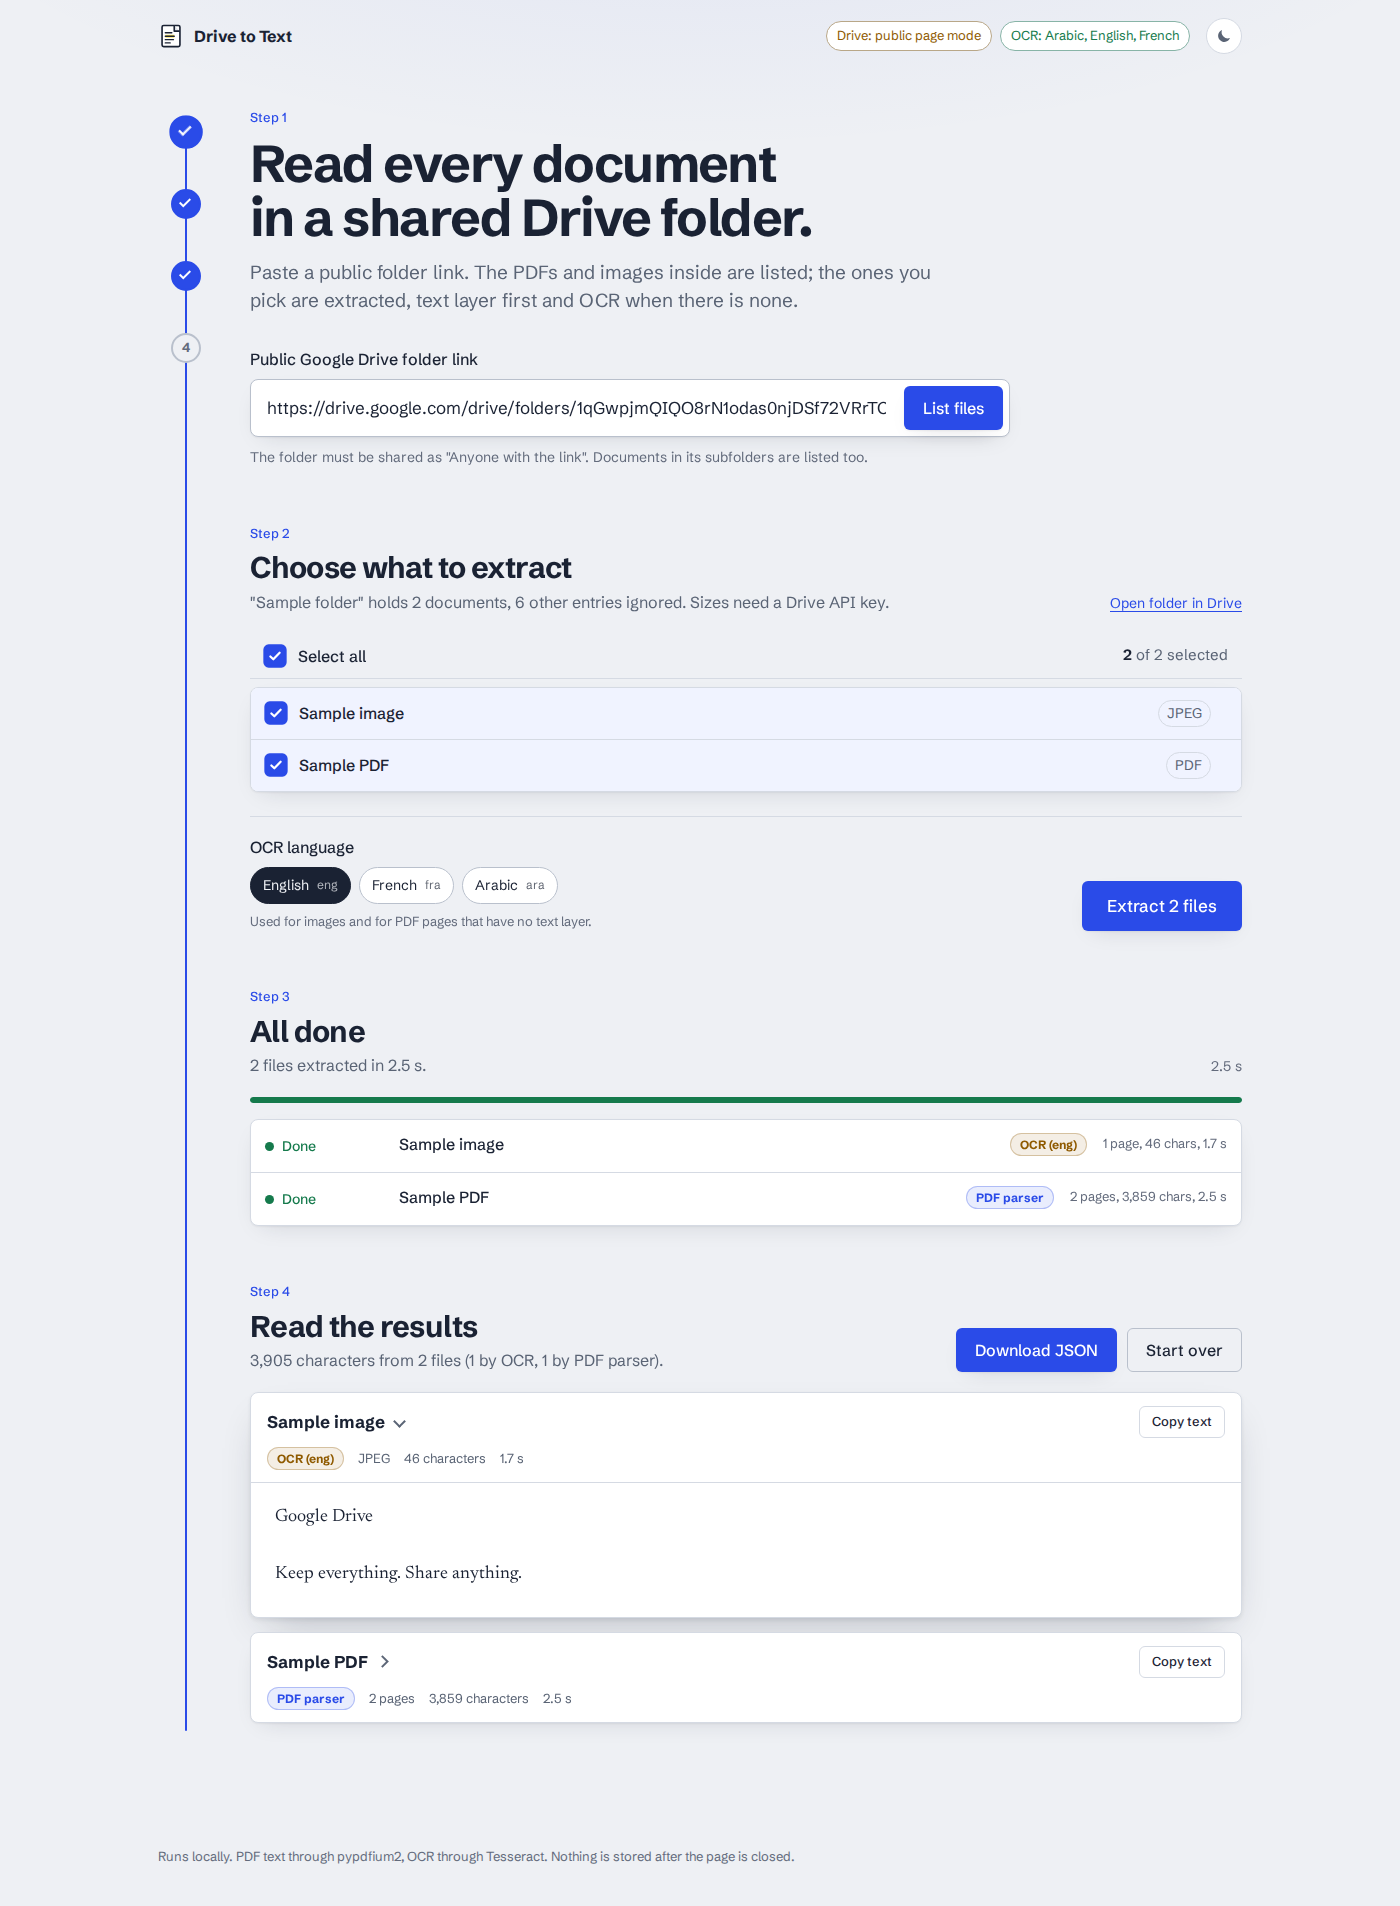 Drive to Text
Drive: public page mode
OCR: Arabic, English, French
Step 1
Read every document
in a shared Drive folder.
Paste a public folder link. The PDFs and images inside are listed; the ones you
pick are extracted, text layer first and OCR when there is none.
4
Public Google Drive folder link
https://drive.google.com/drive/folders/1qGwpjmQIQO8rN1odas0njDSf72VRrTC
List files
The folder must be shared as "Anyone with the link". Documents in its subfolders are listed too.
Step 2
Choose what to extract
"Sample folder" holds 2 documents, 6 other entries ignored. Sizes need a Drive API key.
Open folder in Drive
Select all
2 of 2 selected
Sample image
JPEG
Sample PDF
PDF
OCR language
English eng
French fra
Arabic ara
Used for images and for PDF pages that have no text layer.
Extract 2 files
Step 3
All done
2 files extracted in 2.5 s.
2.5 s
Done
Sample image
OCR (eng)
1 page, 46 chars, 1.7 s
Done
Sample PDF
PDF parser
2 pages, 3,859 chars, 2.5 s
Step 4
Read the results
3,905 characters from 2 files (1 by OCR, 1 by PDF parser).
Download JSON
Start over
Sample image
Copy text
OCR (eng) JPEG 46 characters 1.7 s
Google Drive
Keep everything. Share anything.
Sample PDF
Copy text
PDF parser 2 pages 3,859 characters 2.5 s
Runs locally. PDF text through pypdfium2, OCR through Tesseract. Nothing is stored after the page is closed.